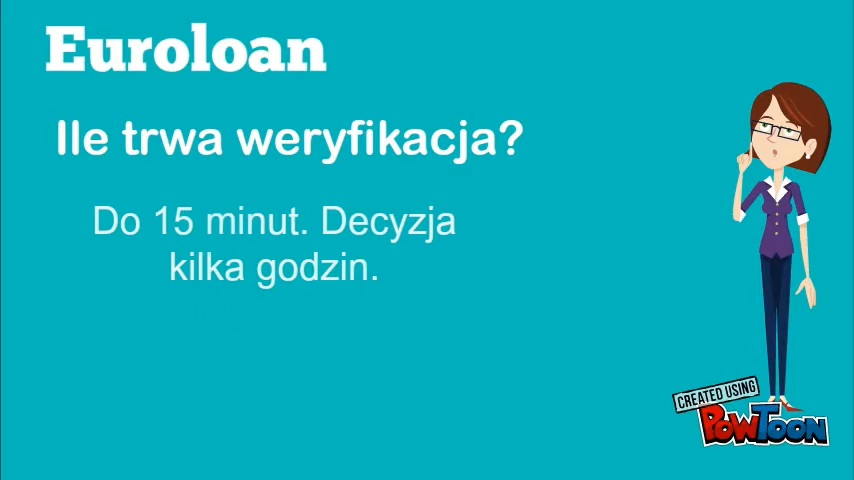 Euroloan
Ile trwa weryfikacja?
Do 15 minut. Decyzja
kilka godzin.
CREATED USING
POWTOON